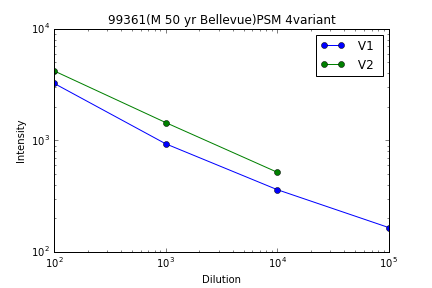 99361(M 50 yr Bellevue)PSM 4variant
10^4
V1
V2
10^3
Intensity
10^2
10^2 10^3 10^4 10^5
Dilution